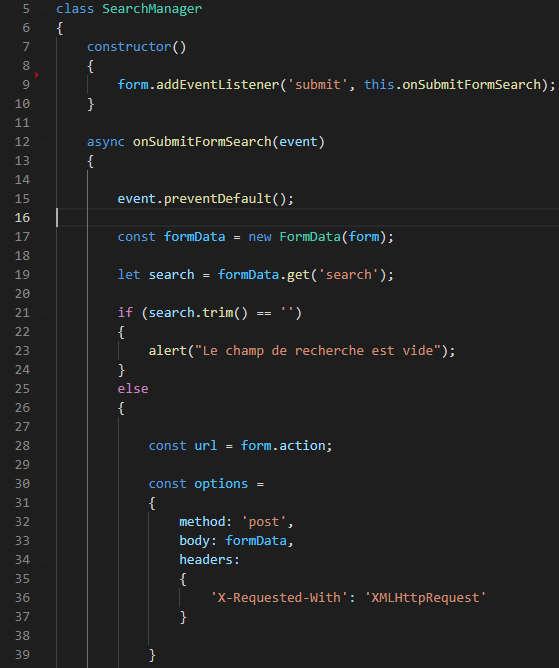 5 class SearchManager
6 {
7 constructor()
8 {
9 form.addEventListener('submit', this.onSubmitFormSearch);
10 }
11
12 async onSubmitFormSearch(event)
13 {
14
15 event.preventDefault();
16
17 const formData = new FormData(form);
18
19 let search = formData.get('search');
20
21 if (search.trim() == '')
22 {
23 alert("Le champ de recherche est vide");
24 }
25 else
26 {
27
28 const url = form.action;
29
30 const options =
31 {
32 method: 'post',
33 body: formData,
34 headers:
35 {
36 'X-Requested-With': 'XMLHttpRequest'
37 }
38
39 }